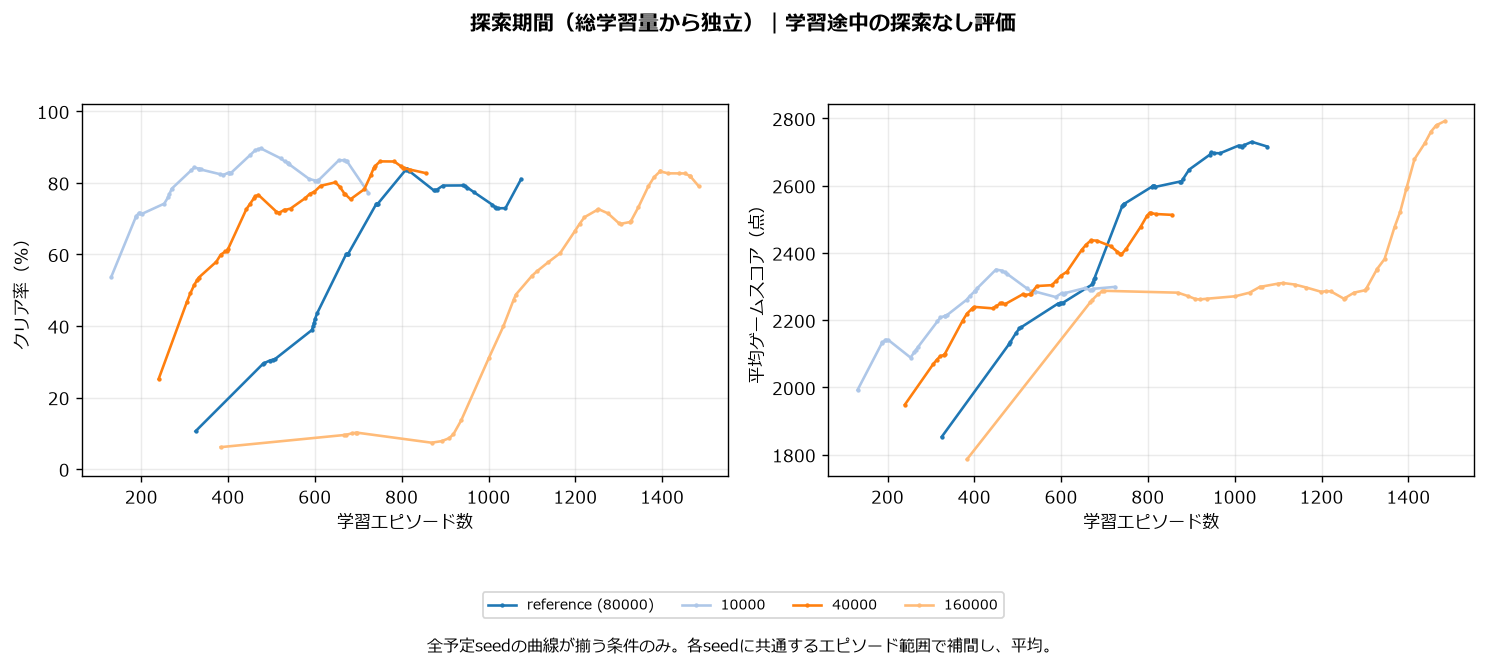 探索期間（総学習量から独立）｜学習途中の探索なし評価
クリア率（%）
100
80
60
40
20
0
200 400 600 800 1000 1200 1400
学習エピソード数
平均ゲームスコア（点）
2800
2600
2400
2200
2000
1800
200 400 600 800 1000 1200 1400
学習エピソード数
reference (80000) 10000 40000 160000
全予定seedの曲線が揃う条件のみ。各seedに共通するエピソード範囲で補間し、平均。